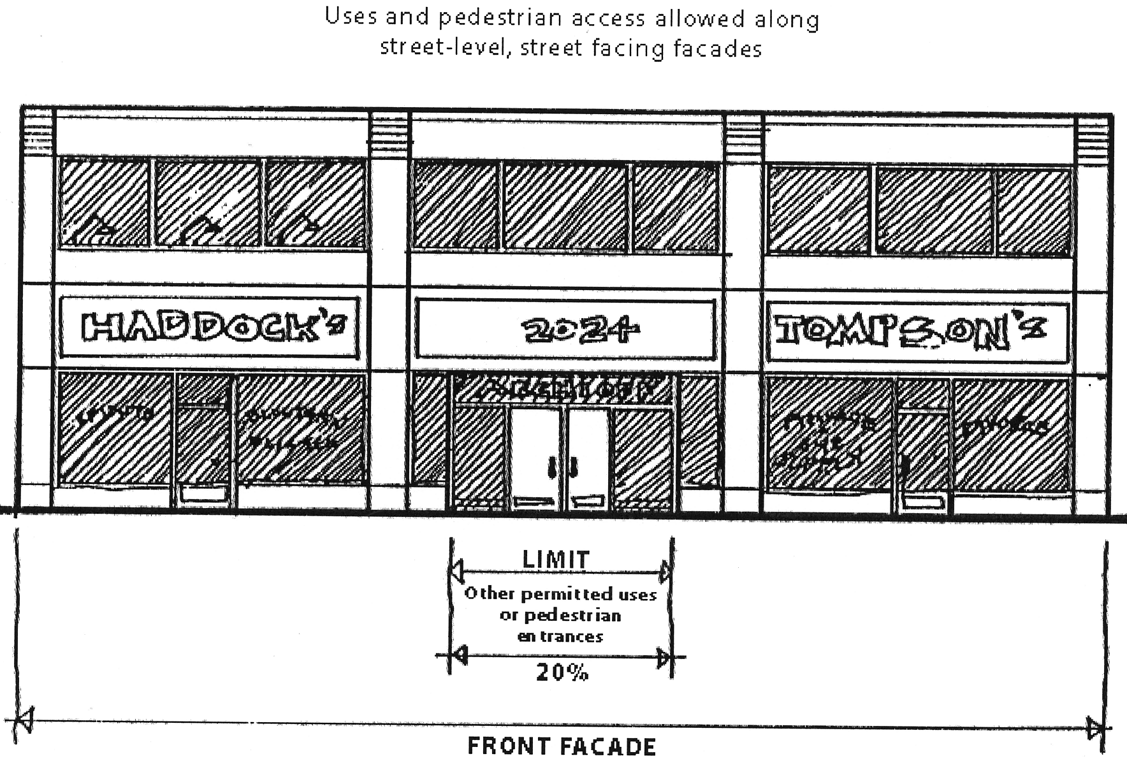 Uses and pedestrian access allowed along
street-level, street facing facades
HADDOCK's
2024
TOMPSON's
LIMIT
Other permitted uses
or pedestrian
entrances
20%
FRONT FACADE